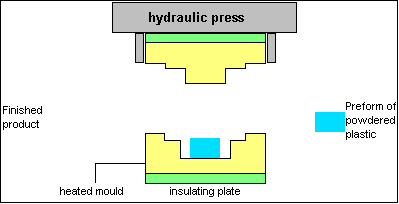 hydraulic press
Finished
product
Preform of
powdered
plastic
heated mould
insulating plate